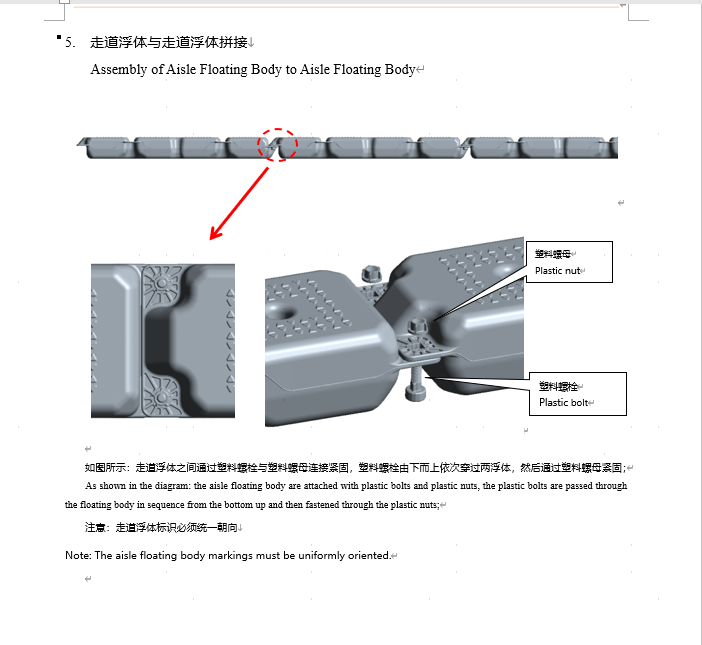 5. 走道浮体与走道浮体拼接
Assembly of Aisle Floating Body to Aisle Floating Body
塑料螺母
Plastic nut
塑料螺栓
Plastic bolt
如图所示：走道浮体之间通过塑料螺栓与塑料螺母连接紧固，塑料螺栓由下而上依次穿过两浮体，然后通过塑料螺母紧固；
As shown in the diagram: the aisle floating body are attached with plastic bolts and plastic nuts, the plastic bolts are passed through
the floating body in sequence from the bottom up and then fastened through the plastic nuts;
注意：走道浮体标识必须统一朝向
Note: The aisle floating body markings must be uniformly oriented.